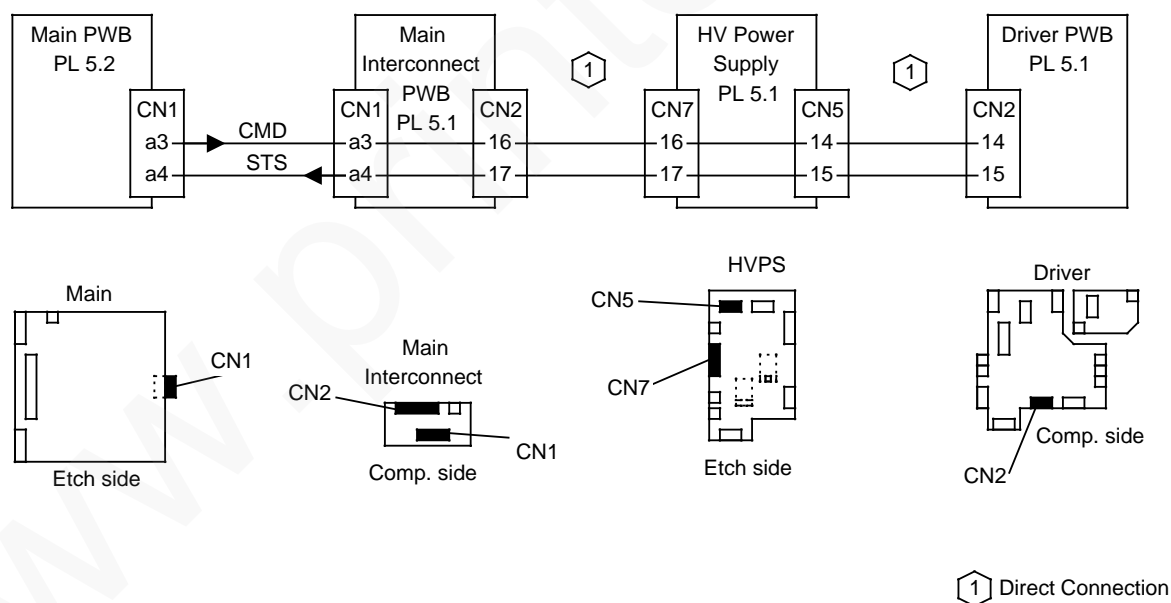 Main PWB
PL 5.2
CN1
a3
a4
CMD
STS
Main
Interconnect
PWB
PL 5.1
CN1
a3
a4
CN2
16
17
1
HV Power
Supply
PL 5.1
CN7
16
17
CN5
14
15
1
Driver PWB
PL 5.1
CN2
14
15
Main
CN1
Etch side
Main
Interconnect
CN2
CN1
Comp. side
HVPS
CN5
CN7
Etch side
Driver
Comp. side
CN2
1 Direct Connection